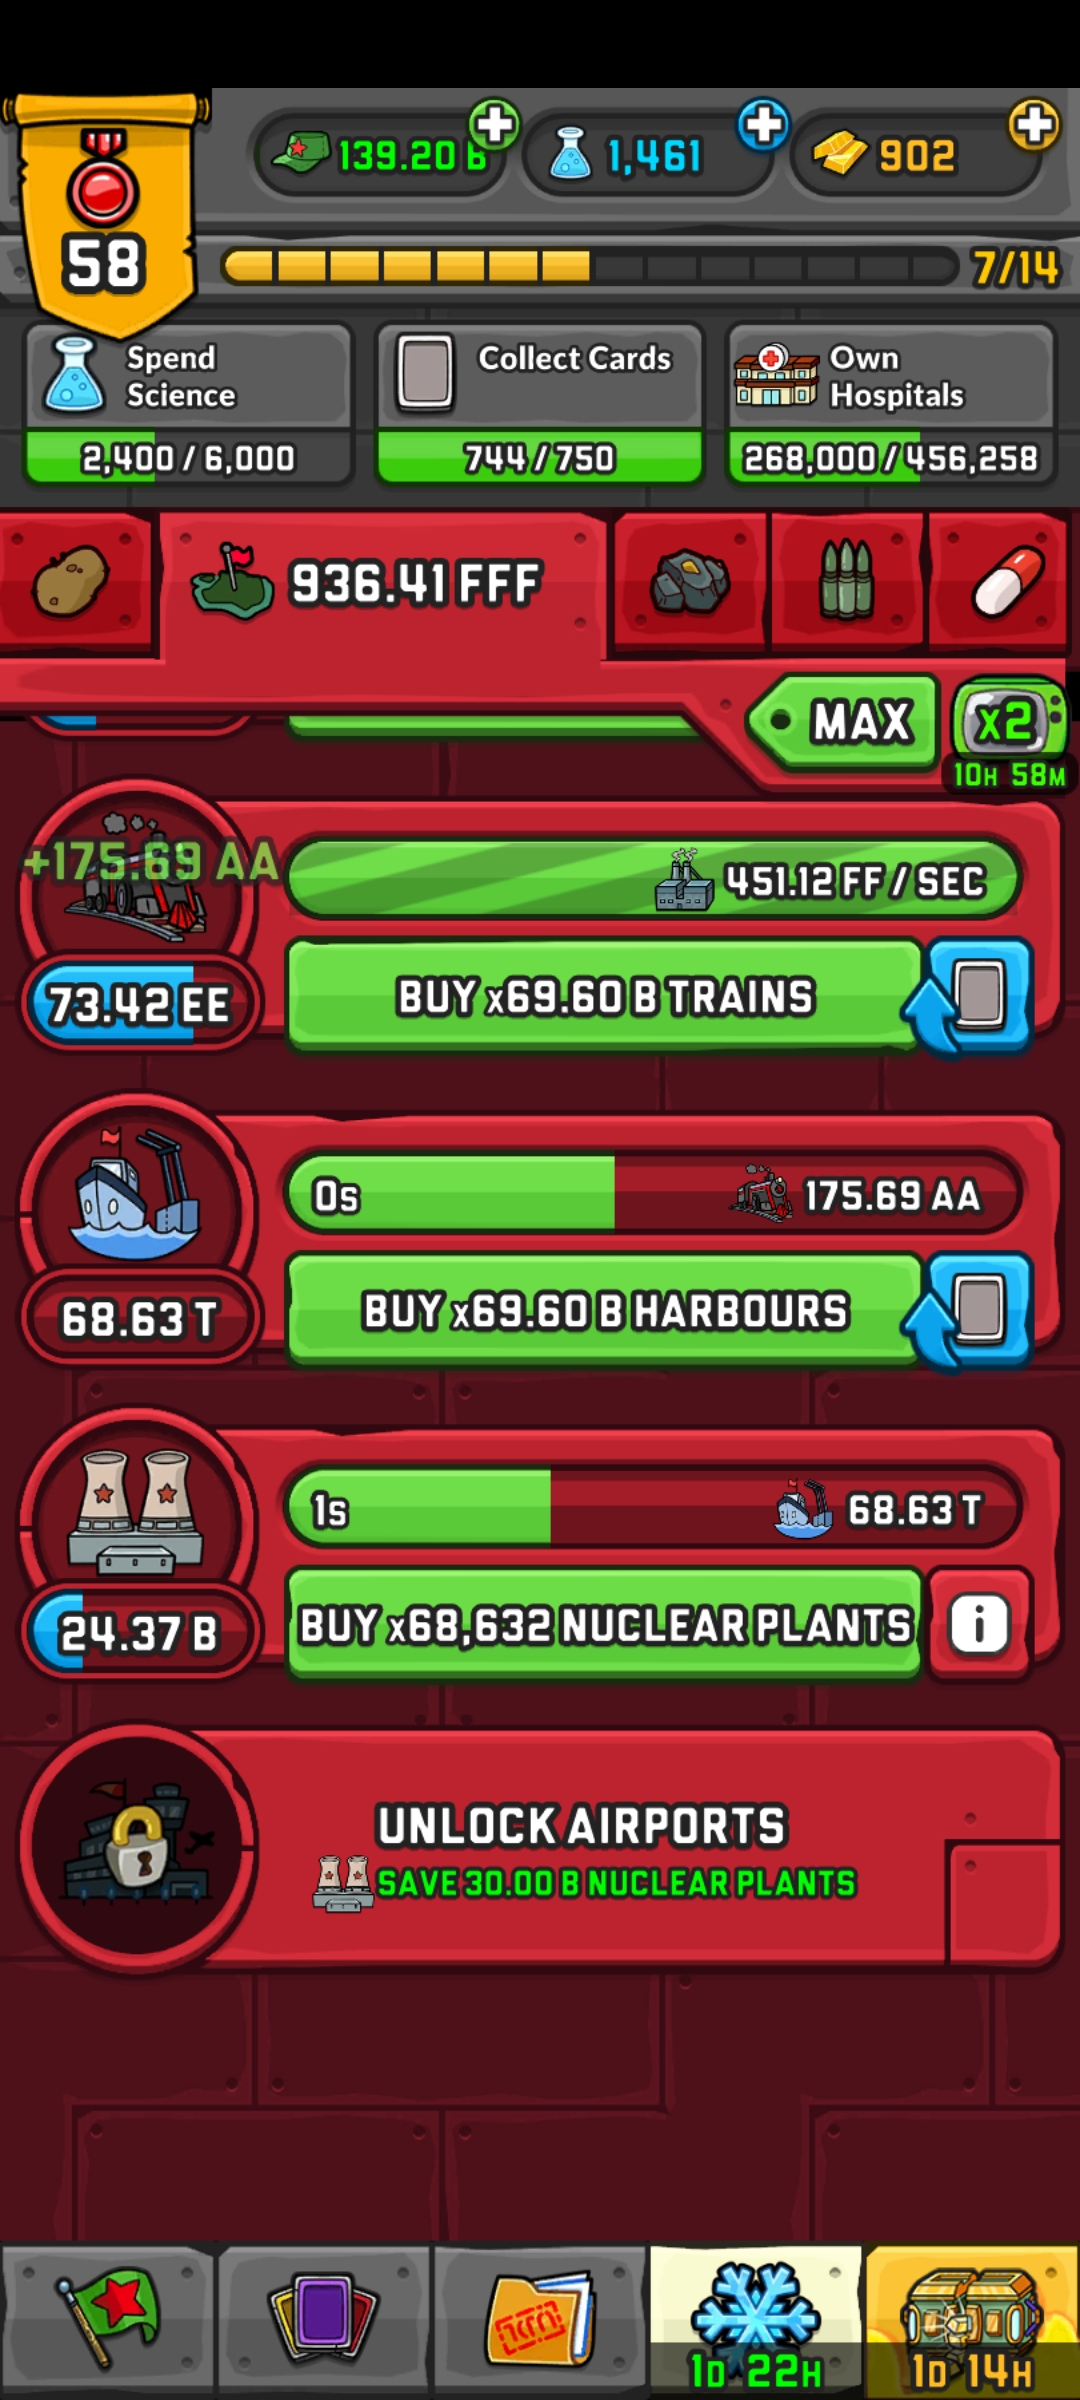 139.20 B
1,461
902
58
7/14
Spend
Science
2,400 / 6,000
Collect Cards
744 / 750
Own
Hospitals
268,000 / 456,258
936.41 FFF
MAX
x2
10H 58M
+175.69 AA
451.12 FF / SEC
73.42 EE
BUY x69.60 B TRAINS
0s
175.69 AA
68.63 T
BUY x69.60 B HARBOURS
1s
68.63 T
24.37 B
BUY x68,632 NUCLEAR PLANTS
i
UNLOCK AIRPORTS
SAVE 30.00 B NUCLEAR PLANTS
1D 22H
1D 14H